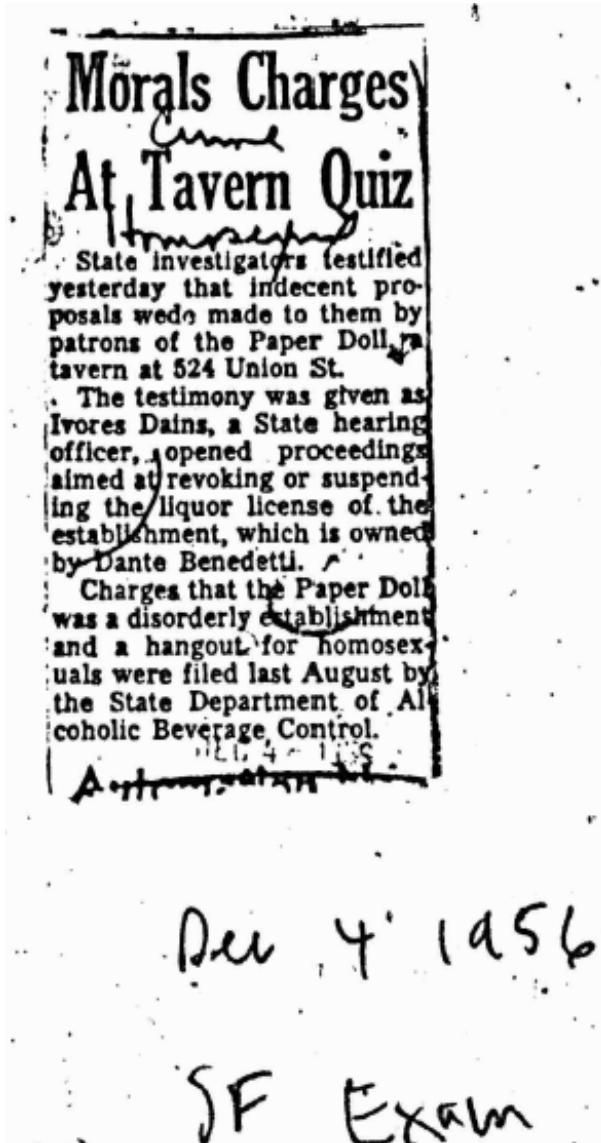 Morals Charges
Crime
At Tavern Quiz
State investigators testified
yesterday that indecent pro-
posals wedo made to them by
patrons of the Paper Doll, a
tavern at 524 Union St.
The testimony was given as
Ivores Dains, a State hearing
officer, opened proceedings
aimed at revoking or suspend-
ing the liquor license of the
establishment, which is owned
by Dante Benedetti.
Charges that the Paper Doll
was a disorderly establishment
and a hangout for homosex-
uals were filed last August by
the State Department of Al-
coholic Beverage Control.
Dec 4 1956
SF Exam